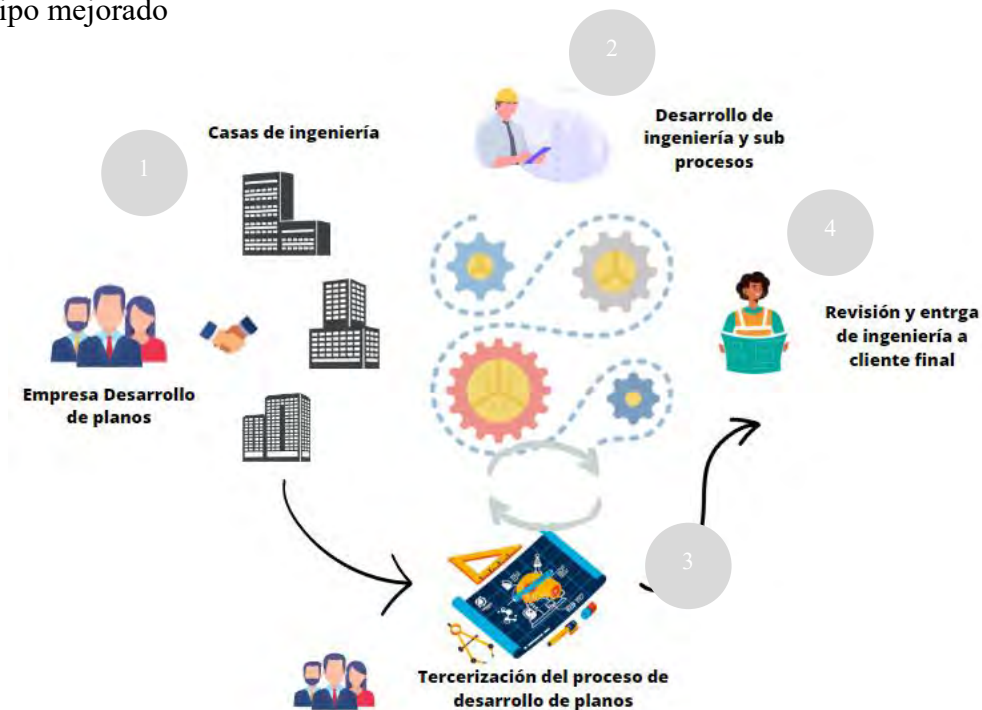 ipo mejorado
2
Desarrollo de
ingeniería y sub
procesos
Casas de ingeniería
1
4
Revisión y entrga
de ingeniería a
cliente final
Empresa Desarrollo
de planos
3
Tercerización del proceso de
desarrollo de planos